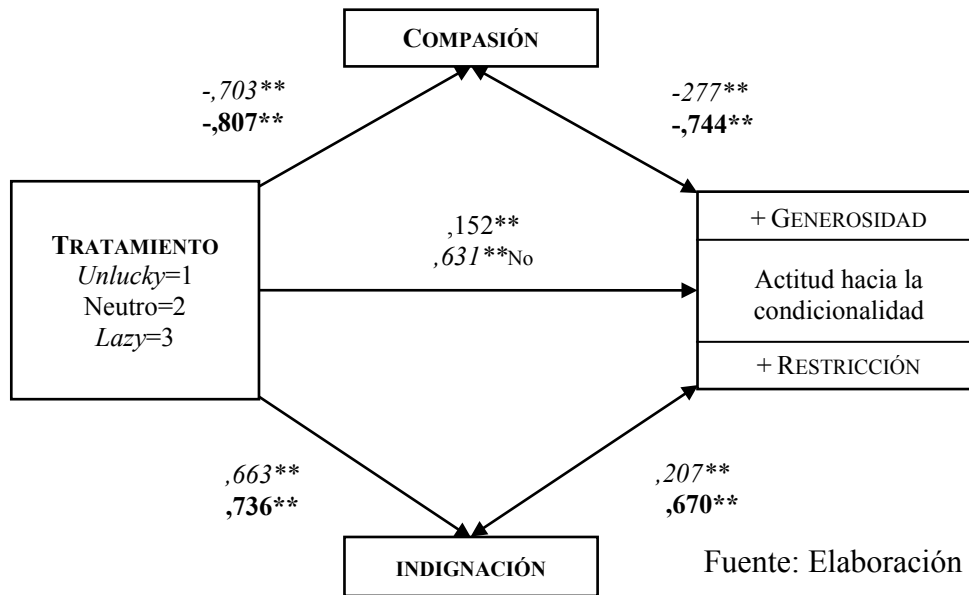 COMPASIÓN
-,703**
-,807**
-277**
-,744**
TRATAMIENTO
Unlucky=1
Neutro=2
Lazy=3
,152**
,631**No
+ GENEROSIDAD
Actitud hacia la
condicionalidad
+ RESTRICCIÓN
,663**
,736**
,207**
,670**
INDIGNACIÓN
Fuente: Elaboración